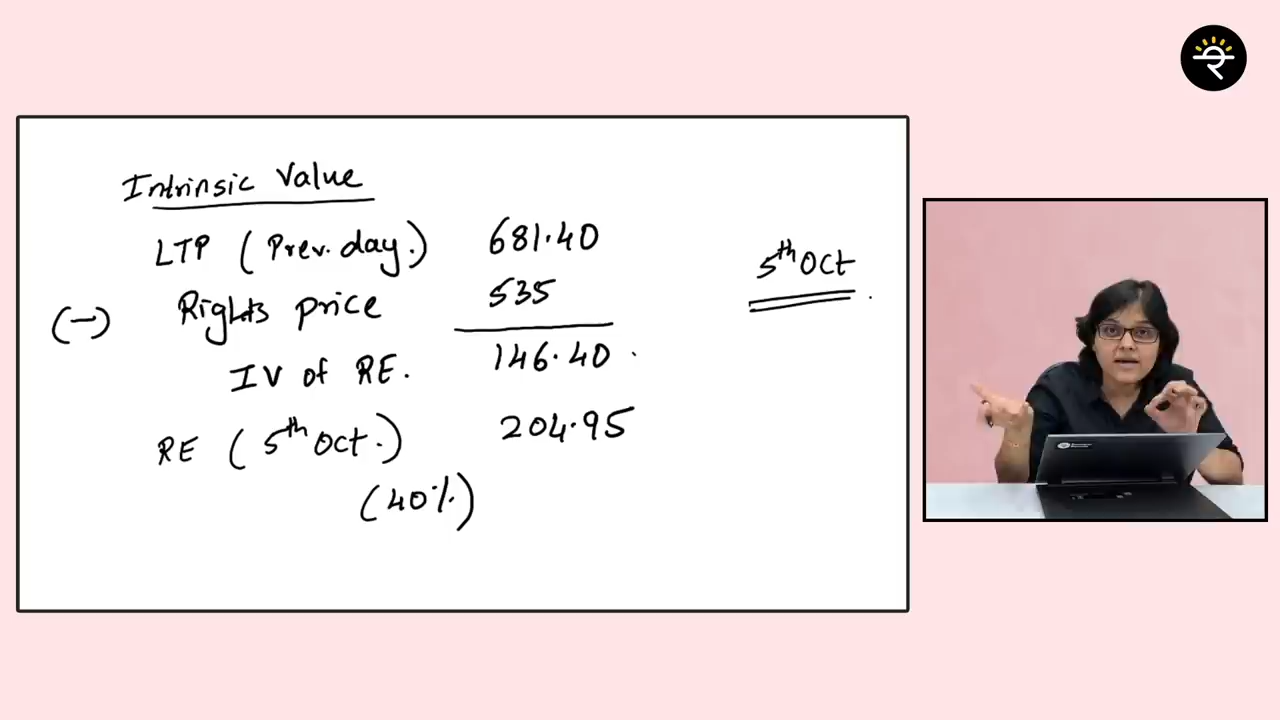 Intrinsic Value
LTP (Prev. day.) 681.40
(-) Rights price 535
IV of RE. 146.40
RE (5th Oct.) 204.95
(40%)
5th Oct